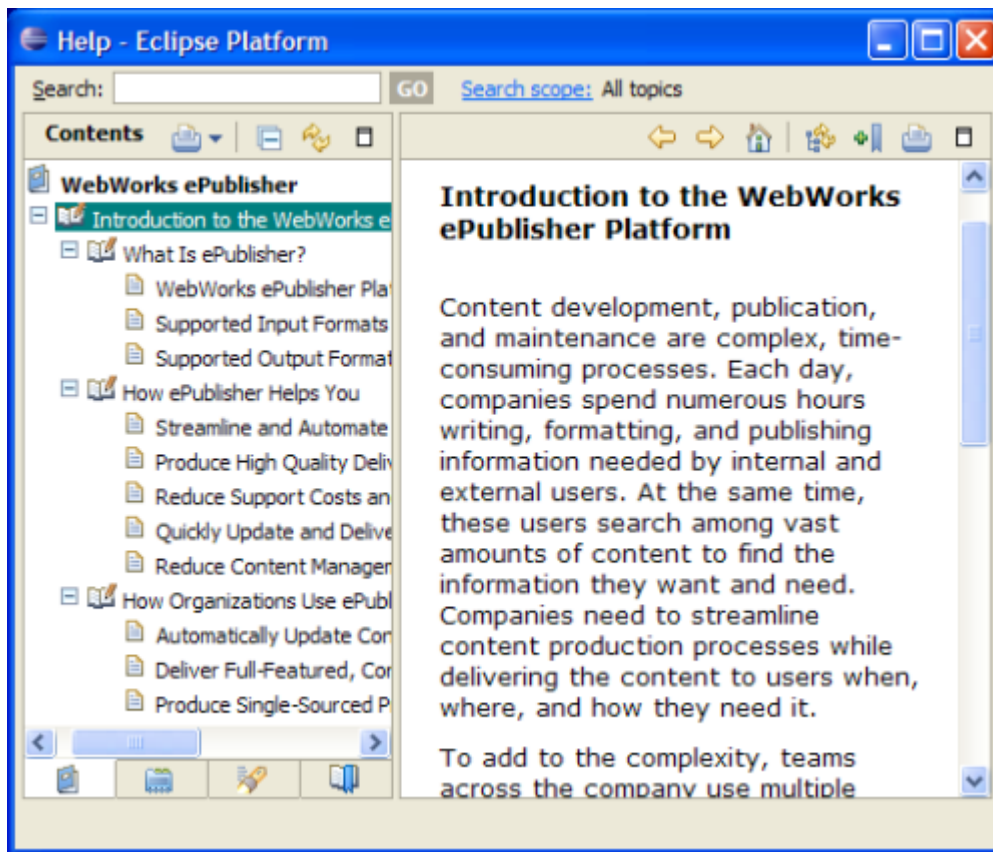 Help - Eclipse Platform
Search: GO Search scope: All topics
Contents
WebWorks ePublisher
Introduction to the WebWorks e
What Is ePublisher?
WebWorks ePublisher Pla
Supported Input Formats
Supported Output Format
How ePublisher Helps You
Streamline and Automate
Produce High Quality Deliv
Reduce Support Costs an
Quickly Update and Delive
Reduce Content Manager
How Organizations Use ePubl
Automatically Update Con
Deliver Full-Featured, Cor
Produce Single-Sourced P
Introduction to the WebWorks
ePublisher Platform
Content development, publication,
and maintenance are complex, time-
consuming processes. Each day,
companies spend numerous hours
writing, formatting, and publishing
information needed by internal and
external users. At the same time,
these users search among vast
amounts of content to find the
information they want and need.
Companies need to streamline
content production processes while
delivering the content to users when,
where, and how they need it.
To add to the complexity, teams
across the company use multiple